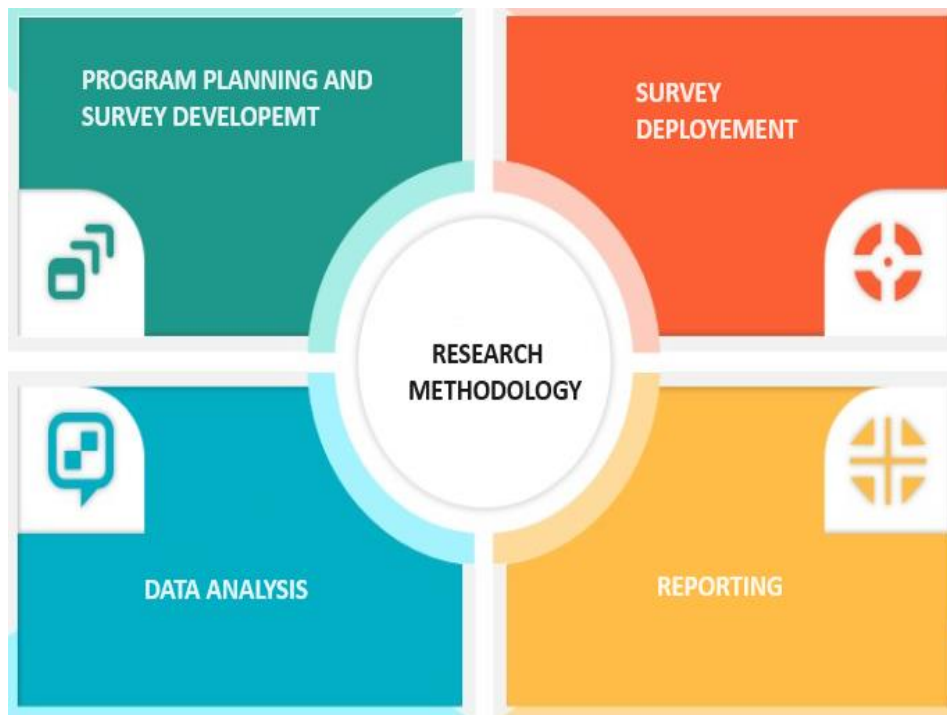 PROGRAM PLANNING AND
SURVEY DEVELOPEMT
SURVEY
DEPLOYEMENT
RESEARCH
METHODOLOGY
DATA ANALYSIS
REPORTING